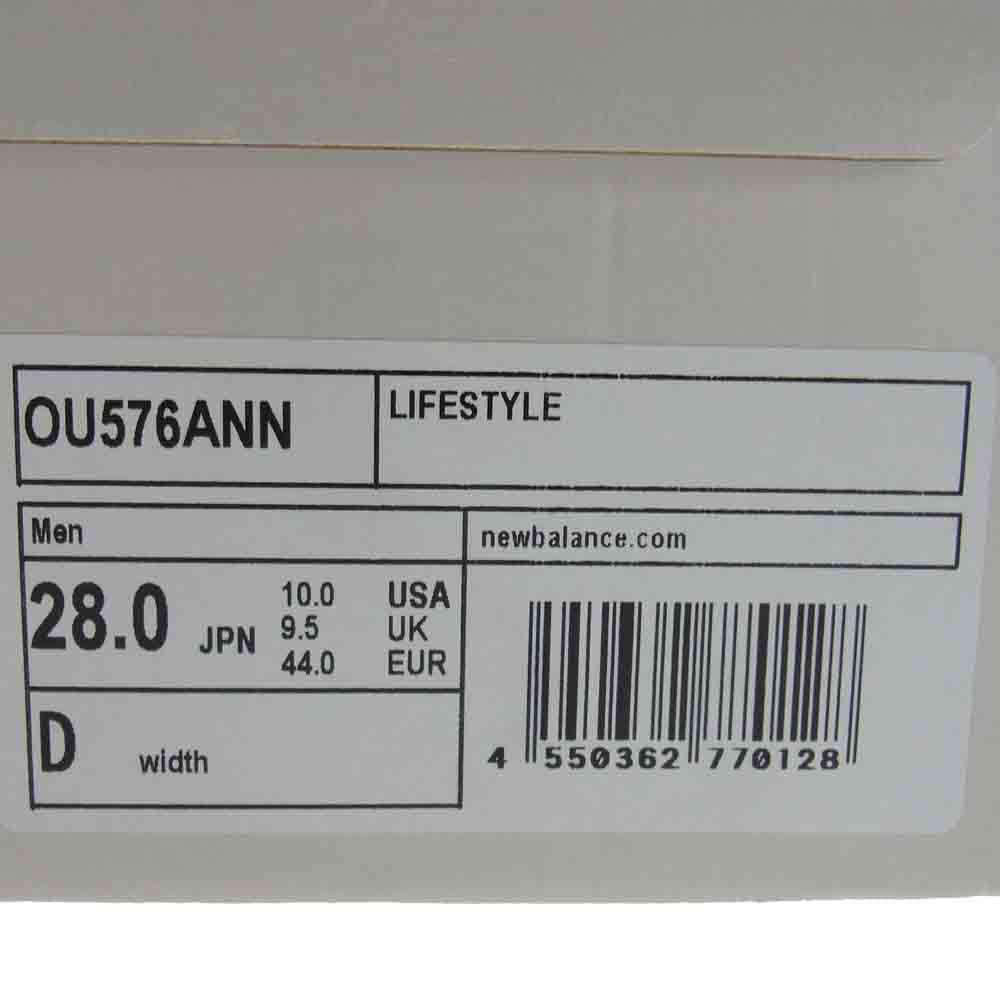 OU576ANN
LIFESTYLE
Men
newbalance.com
28.0 JPN
10.0 USA
9.5 UK
44.0 EUR
D width
4 550362 770128